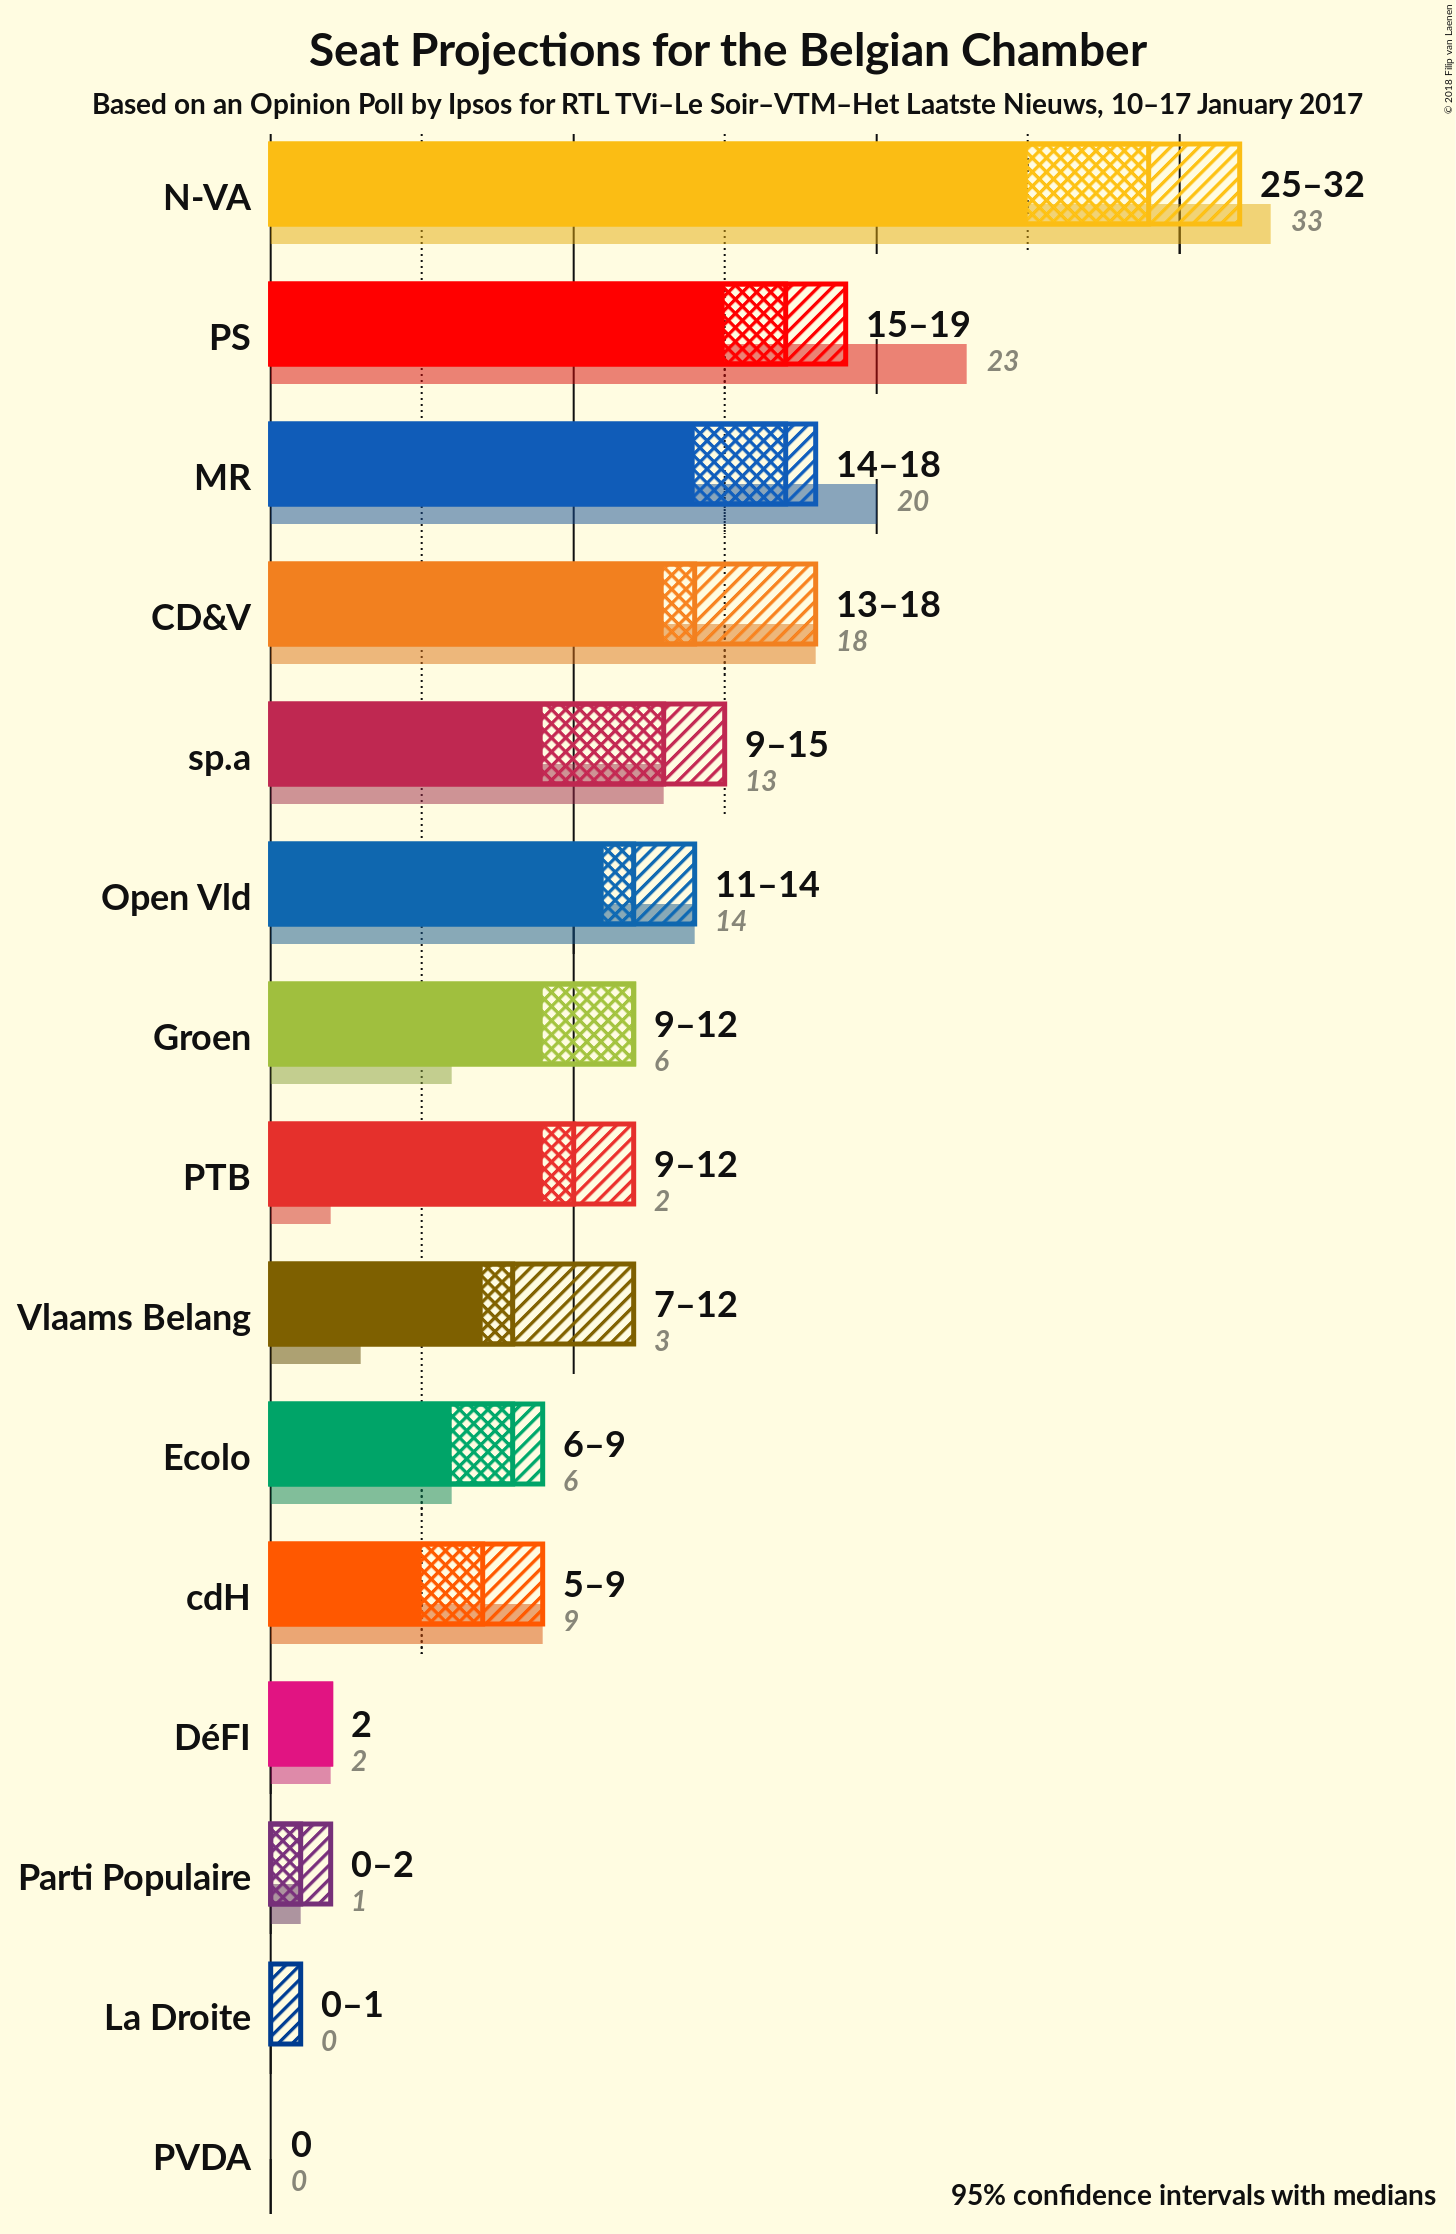 Seat Projections for the Belgian Chamber
Based on an Opinion Poll by Ipsos for RTL TVi–Le Soir–VTM–Het Laatste Nieuws, 10–17 January 2017
© 2018 Filip van Laenen
N-VA
25–32
33
PS
15–19
23
MR
14–18
20
CD&V
13–18
18
sp.a
9–15
13
Open Vld
11–14
14
Groen
9–12
6
PTB
9–12
2
Vlaams Belang
7–12
3
Ecolo
6–9
6
cdH
5–9
9
DéFI
2
2
Parti Populaire
0–2
1
La Droite
0–1
0
PVDA
0
0
95% confidence intervals with medians